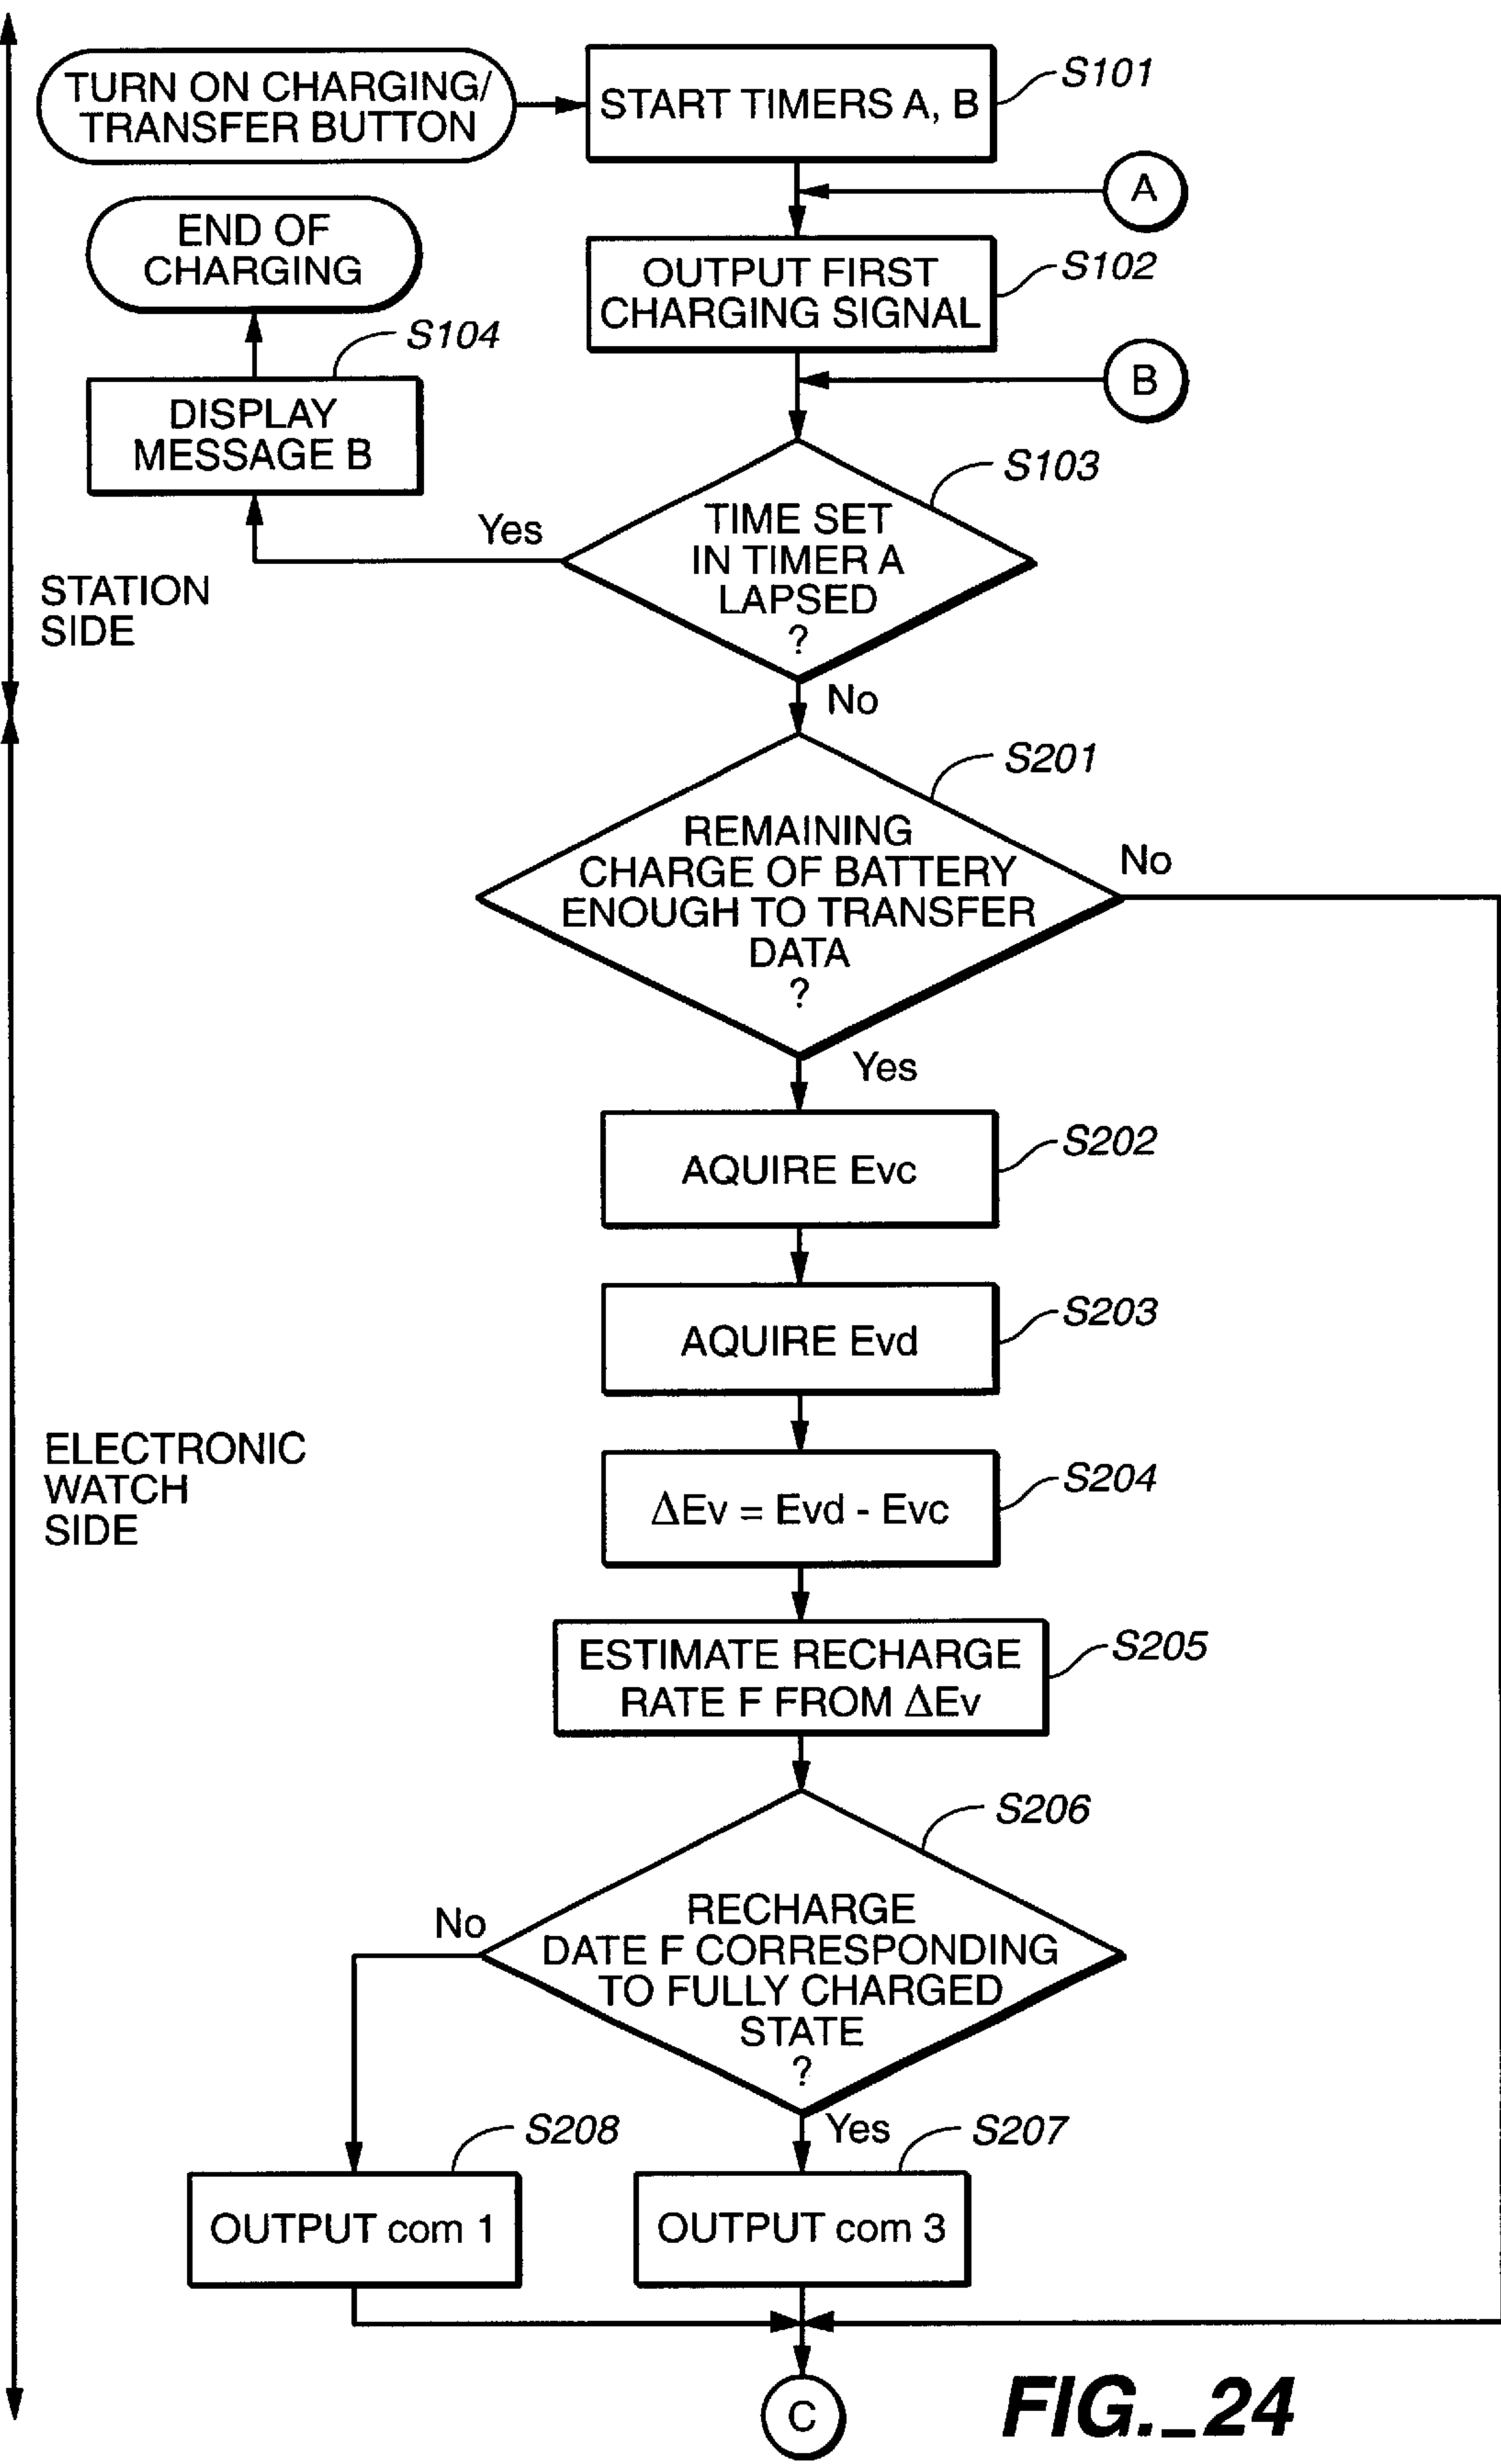 TURN ON CHARGING/
TRANSFER BUTTON
START TIMERS A, B
S101
A
END OF
CHARGING
OUTPUT FIRST
CHARGING SIGNAL
S102
S104
B
DISPLAY
MESSAGE B
S103
Yes
TIME SET
IN TIMER A
LAPSED
?
STATION
SIDE
No
S201
REMAINING
CHARGE OF BATTERY
ENOUGH TO TRANSFER
DATA
?
No
Yes
S202
AQUIRE Evc
S203
AQUIRE Evd
ELECTRONIC
WATCH
SIDE
S204
ΔEv = Evd - Evc
S205
ESTIMATE RECHARGE
RATE F FROM ΔEv
S206
No
RECHARGE
DATE F CORRESPONDING
TO FULLY CHARGED
STATE
?
S208
Yes
S207
OUTPUT com 1
OUTPUT com 3
C
FIG._24